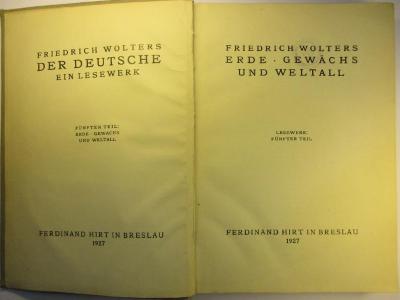 FRIEDRICH WOLTERS
DER DEUTSCHE
EIN LESEWERK
FÜNFTER TEIL:
ERDE · GEWÄCHS
UND WELTALL
FERDINAND HIRT IN BRESLAU
1927
FRIEDRICH WOLTERS
ERDE · GEWÄCHS
UND WELTALL
LESEWERK:
FÜNFTER TEIL
FERDINAND HIRT IN BRESLAU
1927